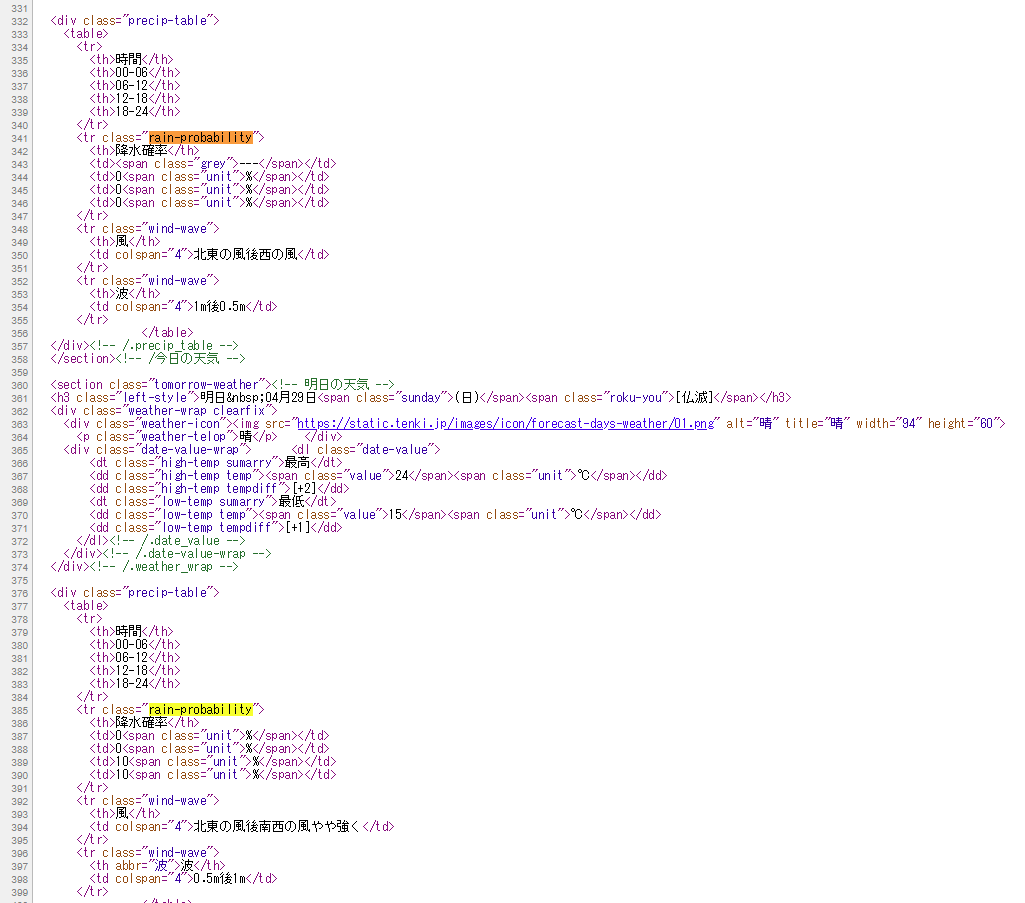 331
332 <div class="precip-table">
333 <table>
334 <tr>
335 <th>時間</th>
336 <th>00-06</th>
337 <th>06-12</th>
338 <th>12-18</th>
339 <th>18-24</th>
340 </tr>
341 <tr class="rain-probability">
342 <th>降水確率</th>
343 <td><span class="grey">---</span></td>
344 <td>0<span class="unit">%</span></td>
345 <td>0<span class="unit">%</span></td>
346 <td>0<span class="unit">%</span></td>
347 </tr>
348 <tr class="wind-wave">
349 <th>風</th>
350 <td colspan="4">北東の風後西の風</td>
351 </tr>
352 <tr class="wind-wave">
353 <th>波</th>
354 <td colspan="4">1m後0.5m</td>
355 </tr>
356 </table>
357 </div><!-- /.precip_table -->
358 </section><!-- /今日の天気 -->
359
360 <section class="tomorrow-weather"><!-- 明日の天気 -->
361 <h3 class="left-style">明日&nbsp;04月29日<span class="sunday">(日)</span><span class="roku-you">[仏滅]</span></h3>
362 <div class="weather-wrap clearfix">
363 <div class="weather-icon"><img src="https://static.tenki.jp/images/icon/forecast-days-weather/01.png" alt="晴" title="晴" width="94" height="60">
364 <p class="weather-telop">晴</p> </div>
365 <div class="date-value-wrap"> <dl class="date-value">
366 <dt class="high-temp sumarry">最高</dt>
367 <dd class="high-temp temp"><span class="value">24</span><span class="unit">℃</span></dd>
368 <dd class="high-temp tempdiff">[+2]</dd>
369 <dt class="low-temp sumarry">最低</dt>
370 <dd class="low-temp temp"><span class="value">15</span><span class="unit">℃</span></dd>
371 <dd class="low-temp tempdiff">[+1]</dd>
372 </dl><!-- /.date_value -->
373 </div><!-- /.date-value-wrap -->
374 </div><!-- /.weather_wrap -->
375
376 <div class="precip-table">
377 <table>
378 <tr>
379 <th>時間</th>
380 <th>00-06</th>
381 <th>06-12</th>
382 <th>12-18</th>
383 <th>18-24</th>
384 </tr>
385 <tr class="rain-probability">
386 <th>降水確率</th>
387 <td>0<span class="unit">%</span></td>
388 <td>0<span class="unit">%</span></td>
389 <td>10<span class="unit">%</span></td>
390 <td>10<span class="unit">%</span></td>
391 </tr>
392 <tr class="wind-wave">
393 <th>風</th>
394 <td colspan="4">北東の風後南西の風やや強く</td>
395 </tr>
396 <tr class="wind-wave">
397 <th abbr="波">波</th>
398 <td colspan="4">0.5m後1m</td>
399 </tr>